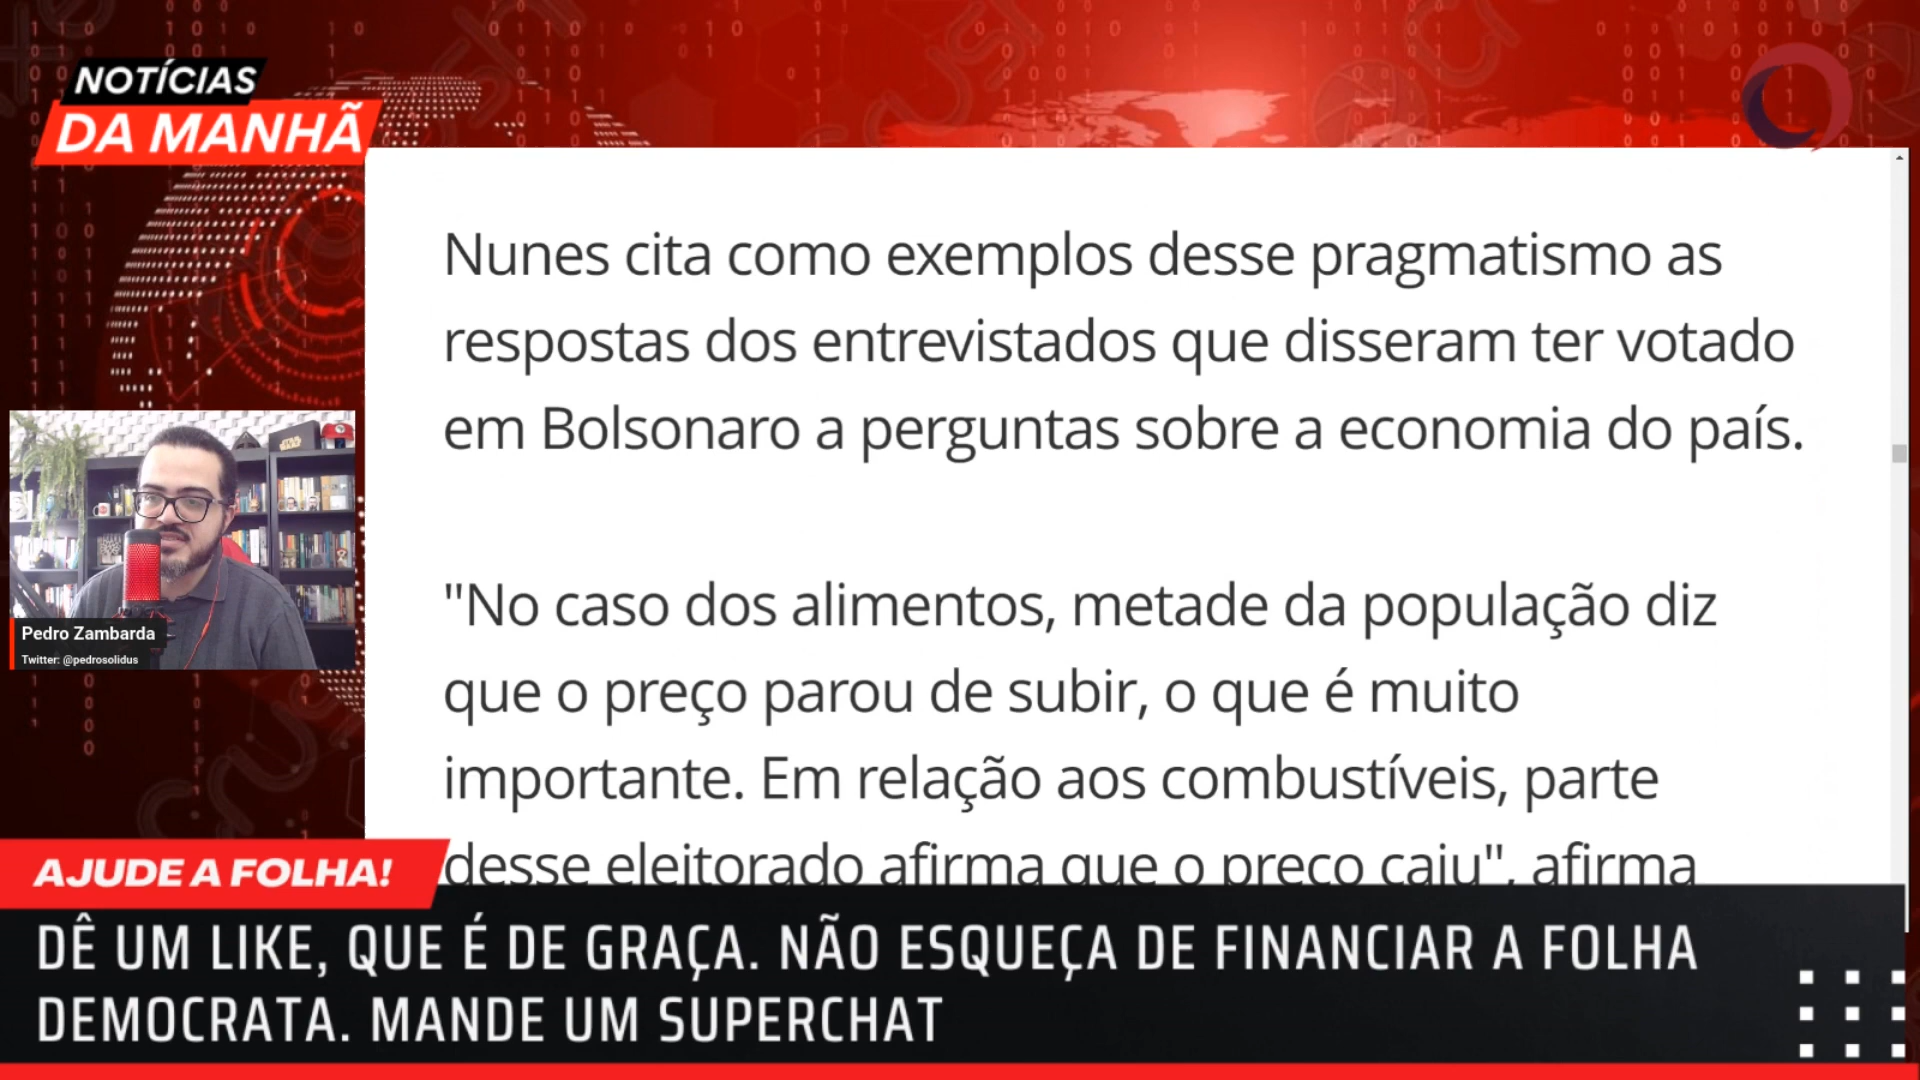 NOTÍCIAS
DA MANHÃ
Nunes cita como exemplos desse pragmatismo as
respostas dos entrevistados que disseram ter votado
em Bolsonaro a perguntas sobre a economia do país.
"No caso dos alimentos, metade da população diz
que o preço parou de subir, o que é muito
importante. Em relação aos combustíveis, parte
desse eleitorado afirma que o preço caiu", afirma
Pedro Zambarda
Twitter: @pedrosolidus
AJUDE A FOLHA!
DÊ UM LIKE, QUE É DE GRAÇA. NÃO ESQUEÇA DE FINANCIAR A FOLHA
DEMOCRATA. MANDE UM SUPERCHAT